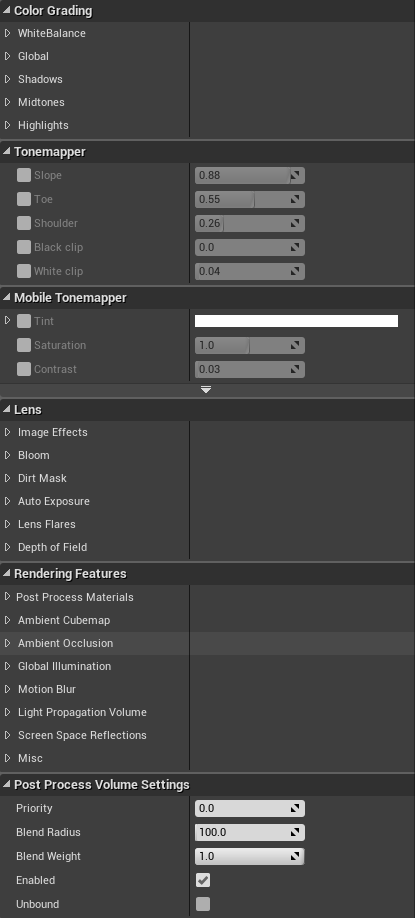 Color Grading
WhiteBalance
Global
Shadows
Midtones
Highlights
Tonemapper
Slope 0.88
Toe 0.55
Shoulder 0.26
Black clip 0.0
White clip 0.04
Mobile Tonemapper
Tint
Saturation 1.0
Contrast 0.03
Lens
Image Effects
Bloom
Dirt Mask
Auto Exposure
Lens Flares
Depth of Field
Rendering Features
Post Process Materials
Ambient Cubemap
Ambient Occlusion
Global Illumination
Motion Blur
Light Propagation Volume
Screen Space Reflections
Misc
Post Process Volume Settings
Priority 0.0
Blend Radius 100.0
Blend Weight 1.0
Enabled
Unbound